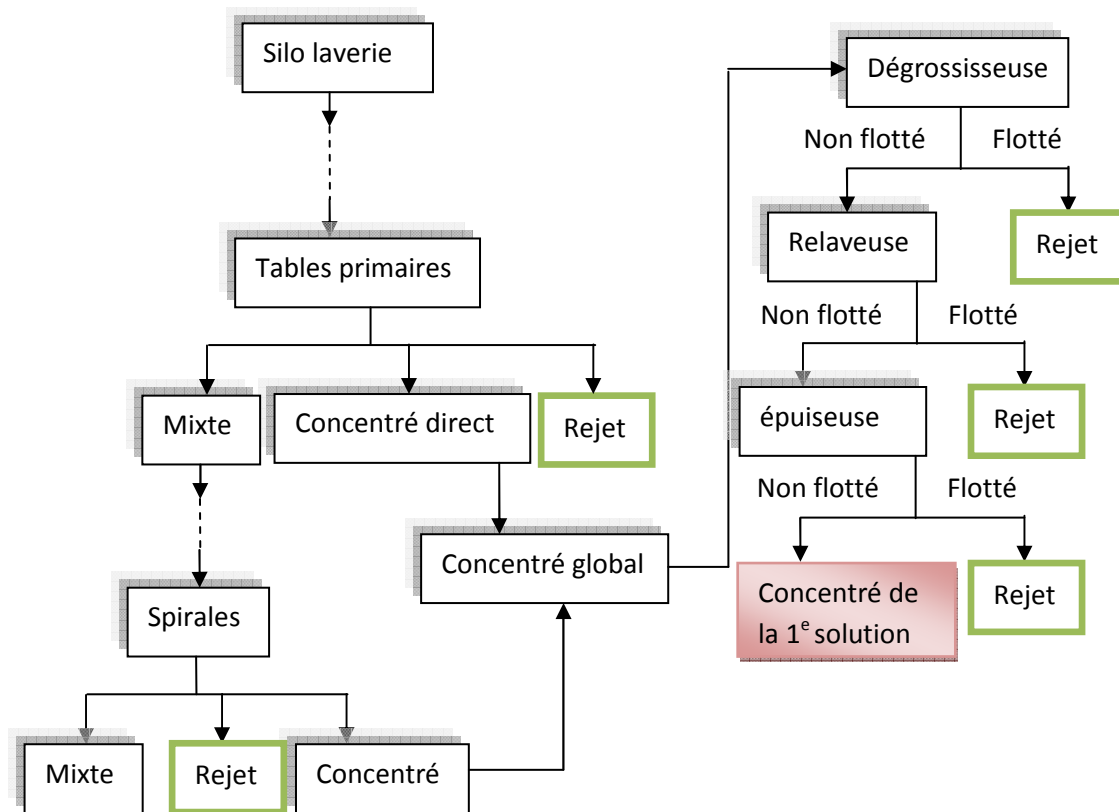 Silo laverie
Tables primaires
Mixte
Concentré direct
Rejet
Spirales
Mixte
Rejet
Concentré
Concentré global
Dégrossisseuse
Non flotté
Flotté
Relaveuse
Rejet
Non flotté
Flotté
épuiseuse
Rejet
Non flotté
Flotté
Concentré de
la 1e solution
Rejet